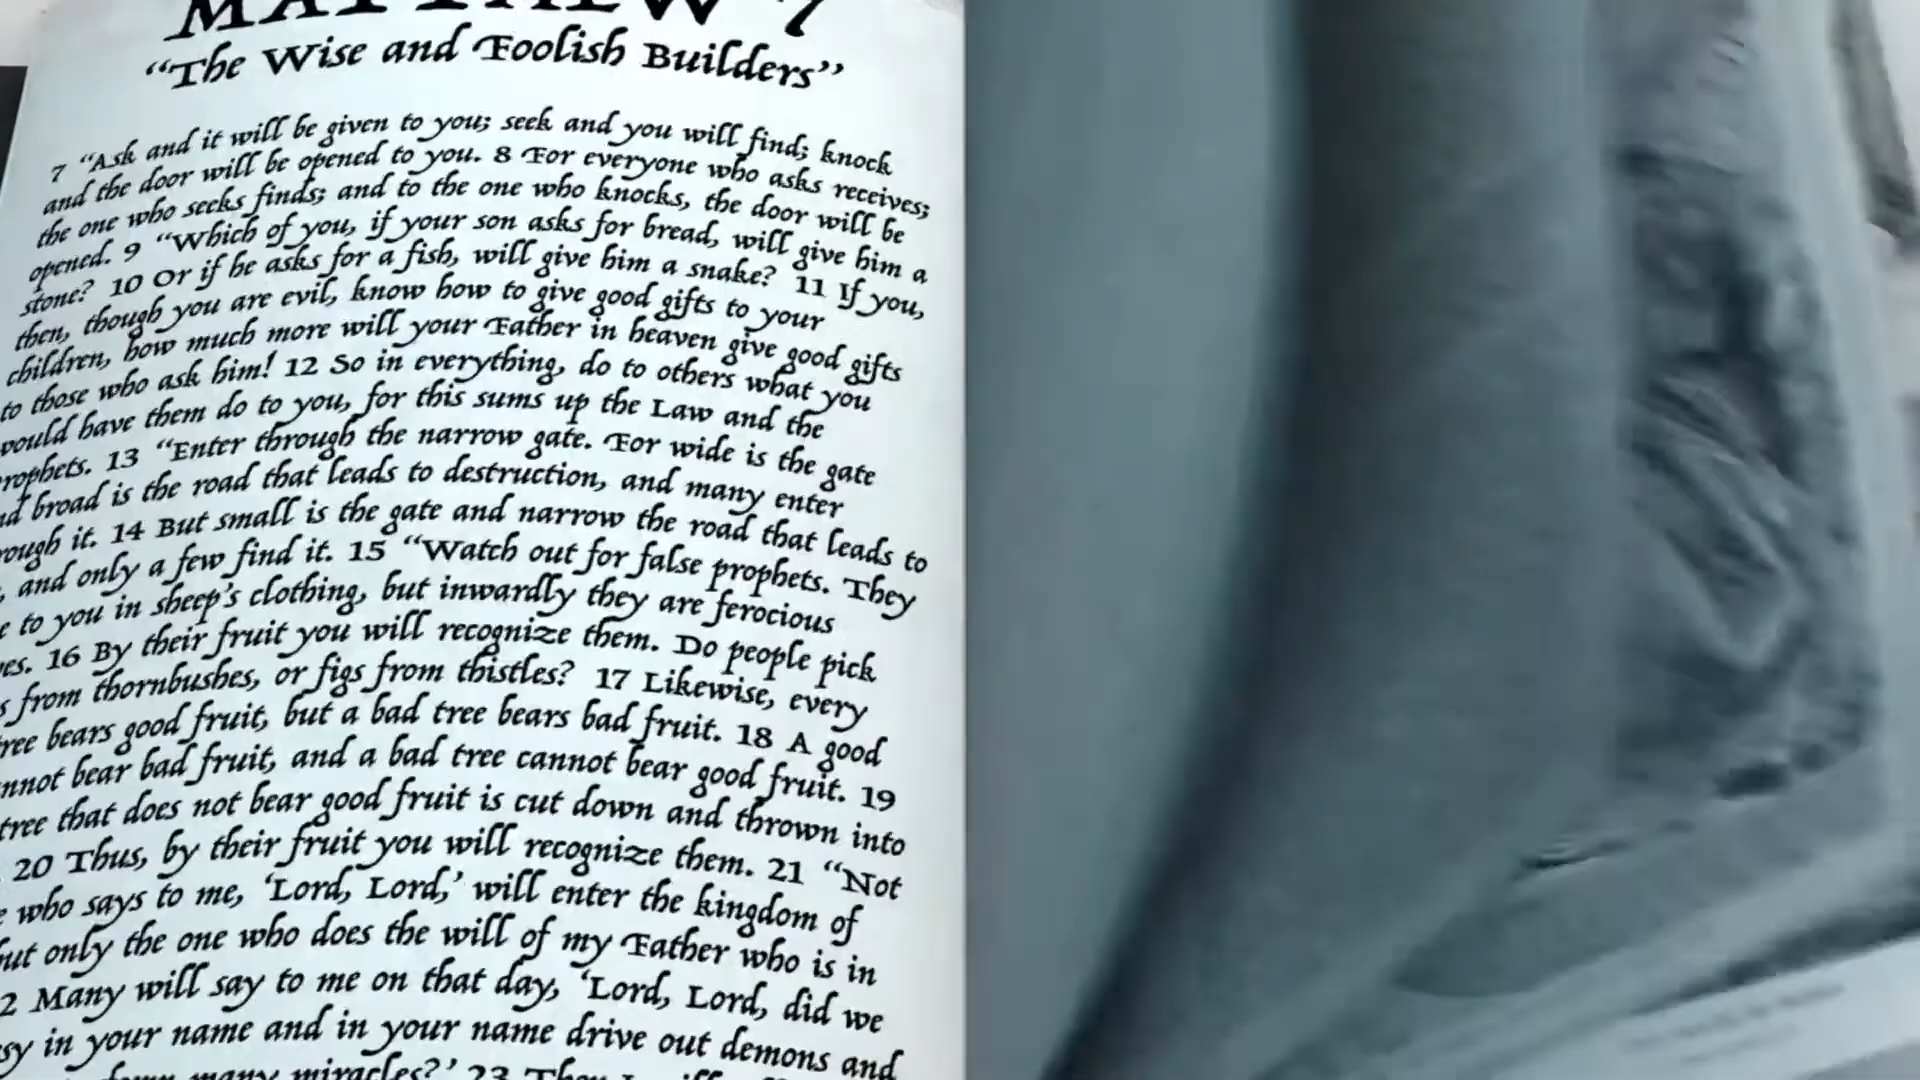 MATTHEW 7
“The Wise and Foolish Builders”
7 “Ask and it will be given to you; seek and you will find; knock
and the door will be opened to you. 8 For everyone who asks receives;
the one who seeks finds; and to the one who knocks, the door will be
opened. 9 “Which of you, if your son asks for bread, will give him a
stone? 10 Or if he asks for a fish, will give him a snake? 11 If you,
then, though you are evil, know how to give good gifts to your
children, how much more will your Father in heaven give good gifts
to those who ask him! 12 So in everything, do to others what you
would have them do to you, for this sums up the Law and the
rophets. 13 “Enter through the narrow gate. For wide is the gate
nd broad is the road that leads to destruction, and many enter
rough it. 14 But small is the gate and narrow the road that leads to
, and only a few find it. 15 “Watch out for false prophets. They
e to you in sheep’s clothing, but inwardly they are ferocious
es. 16 By their fruit you will recognize them. Do people pick
s from thornbushes, or figs from thistles? 17 Likewise, every
ree bears good fruit, but a bad tree bears bad fruit. 18 A good
nnot bear bad fruit, and a bad tree cannot bear good fruit. 19
tree that does not bear good fruit is cut down and thrown into
20 Thus, by their fruit you will recognize them. 21 “Not
e who says to me, ‘Lord, Lord,’ will enter the kingdom of
but only the one who does the will of my Father who is in
2 Many will say to me on that day, ‘Lord, Lord, did we
sy in your name and in your name drive out demons and
many miracles?’ 23